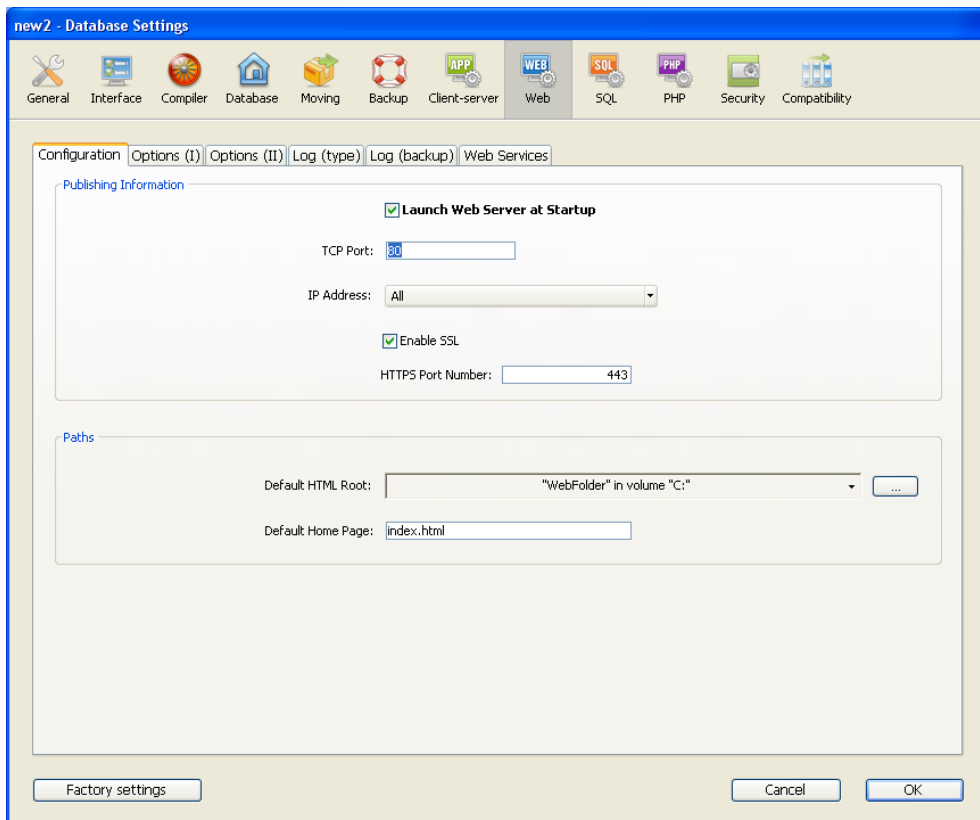 new2 - Database Settings
General Interface Compiler Database Moving Backup APP Client-server WEB Web SQL SQL PHP PHP Security Compatibility
Configuration Options (I) Options (II) Log (type) Log (backup) Web Services
Publishing Information
Launch Web Server at Startup
TCP Port: 80
IP Address: All
Enable SSL
HTTPS Port Number: 443
Paths
Default HTML Root: "WebFolder" in volume "C:" ...
Default Home Page: index.html
Factory settings Cancel OK